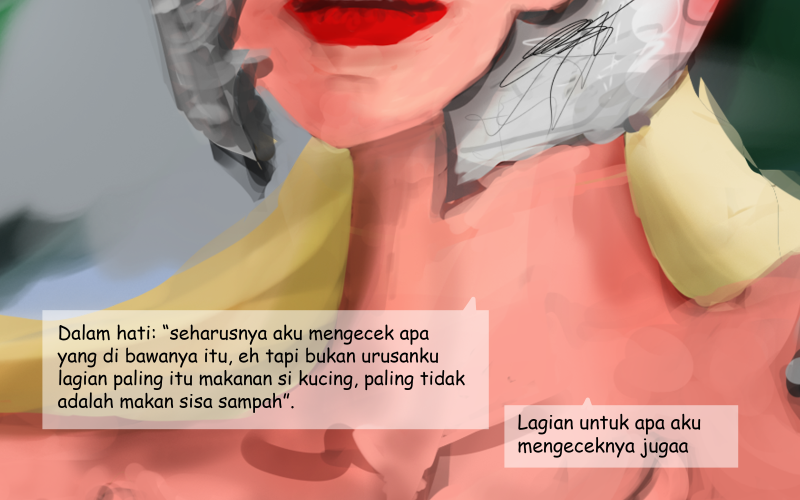 Dalam hati: “seharusnya aku mengecek apa
yang di bawanya itu, eh tapi bukan urusanku
lagian paling itu makanan si kucing, paling tidak
adalah makan sisa sampah”.
Lagian untuk apa aku
mengeceknya jugaa